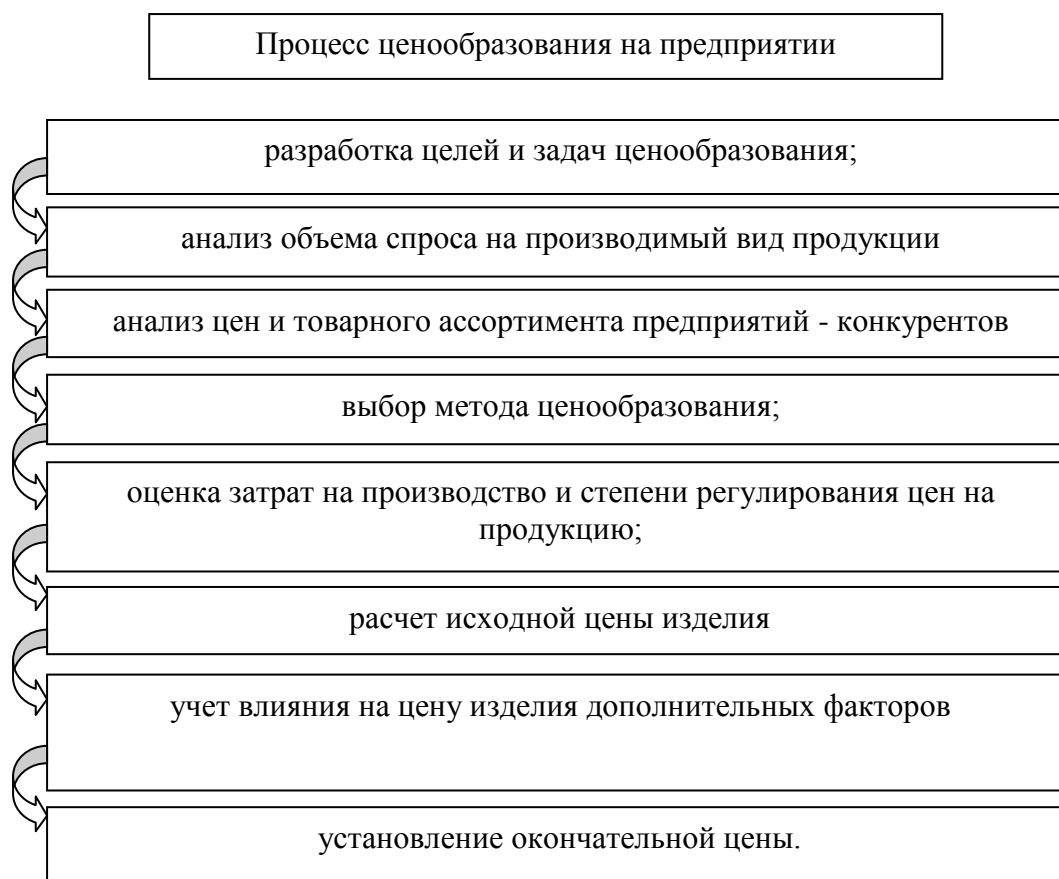 Процесс ценообразования на предприятии
разработка целей и задач ценообразования;
анализ объема спроса на производимый вид продукции
анализ цен и товарного ассортимента предприятий - конкурентов
выбор метода ценообразования;
оценка затрат на производство и степени регулирования цен на
продукцию;
расчет исходной цены изделия
учет влияния на цену изделия дополнительных факторов
установление окончательной цены.